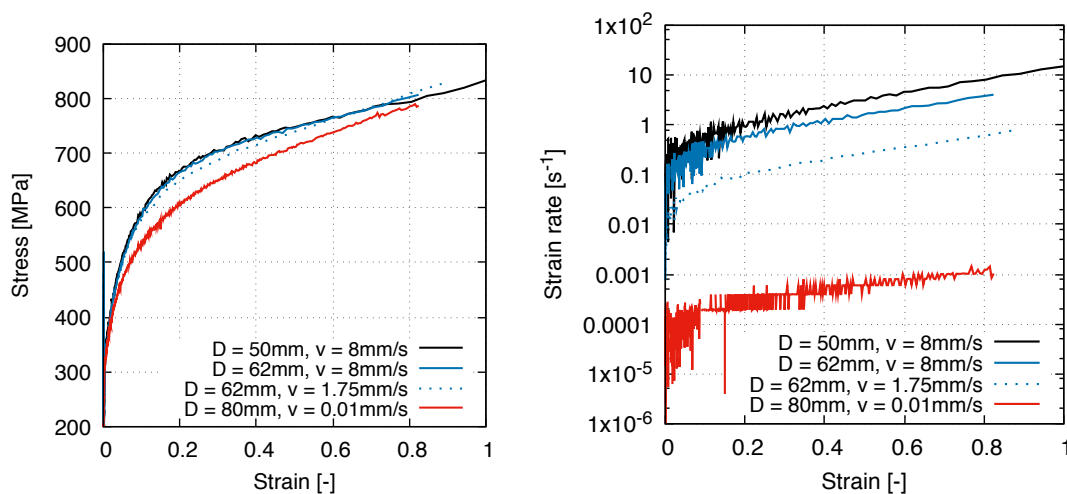 900
800
700
600
500
400
300
200
Stress [MPa]
D = 50mm, v = 8mm/s
D = 62mm, v = 8mm/s
D = 62mm, v = 1.75mm/s
D = 80mm, v = 0.01mm/s
0 0.2 0.4 0.6 0.8 1
Strain [-]
1x10^2
10
1
0.1
0.01
0.001
0.0001
1x10^-5
1x10^-6
Strain rate [s^-1]
D = 50mm, v = 8mm/s
D = 62mm, v = 8mm/s
D = 62mm, v = 1.75mm/s
D = 80mm, v = 0.01mm/s
0 0.2 0.4 0.6 0.8 1
Strain [-]